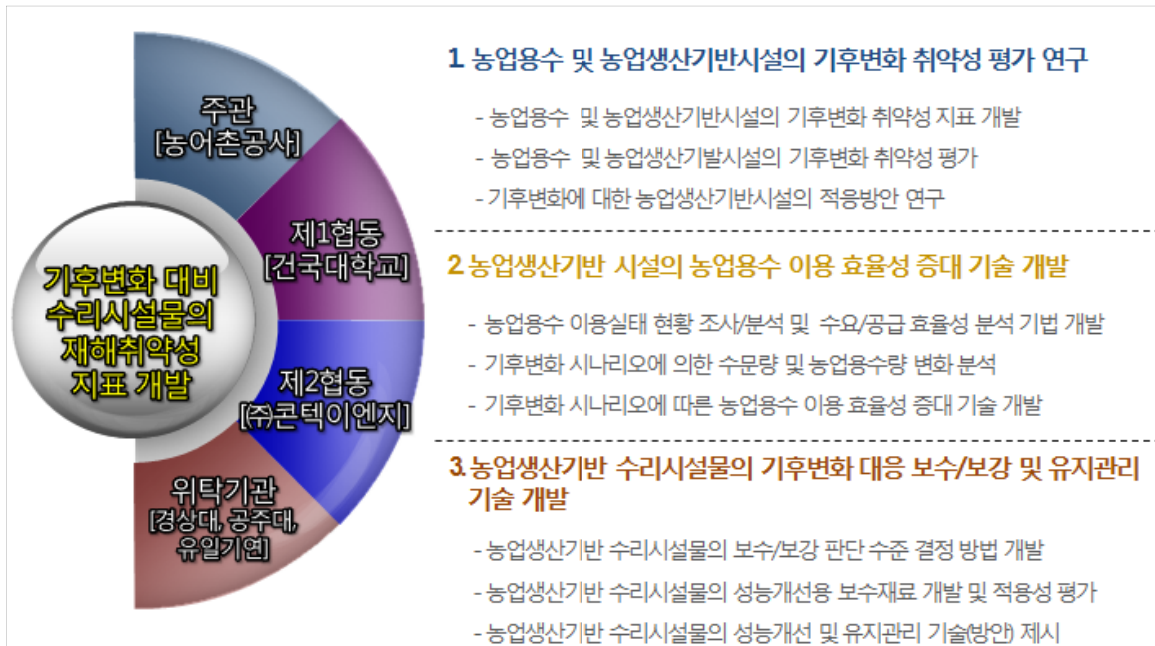 기후변화 대비
수리시설물의
재해취약성
지표 개발
주관
[농어촌공사]
제1협동
[건국대학교]
제2협동
[㈜콘텍이엔지]
위탁기관
[경상대, 공주대,
유일기연]
1. 농업용수 및 농업생산기반시설의 기후변화 취약성 평가 연구
- 농업용수 및 농업생산기반시설의 기후변화 취약성 지표 개발
- 농업용수 및 농업생산기발시설의 기후변화 취약성 평가
- 기후변화에 대한 농업생산기반시설의 적응방안 연구
2. 농업생산기반 시설의 농업용수 이용 효율성 증대 기술 개발
- 농업용수 이용실태 현황 조사/분석 및 수요/공급 효율성 분석 기법 개발
- 기후변화 시나리오에 의한 수문량 및 농업용수량 변화 분석
- 기후변화 시나리오에 따른 농업용수 이용 효율성 증대 기술 개발
3. 농업생산기반 수리시설물의 기후변화 대응 보수/보강 및 유지관리
기술 개발
- 농업생산기반 수리시설물의 보수/보강 판단 수준 결정 방법 개발
- 농업생산기반 수리시설물의 성능개선용 보수재료 개발 및 적용성 평가
- 농업생산기반 수리시설물의 성능개선 및 유지관리 기술(방안) 제시